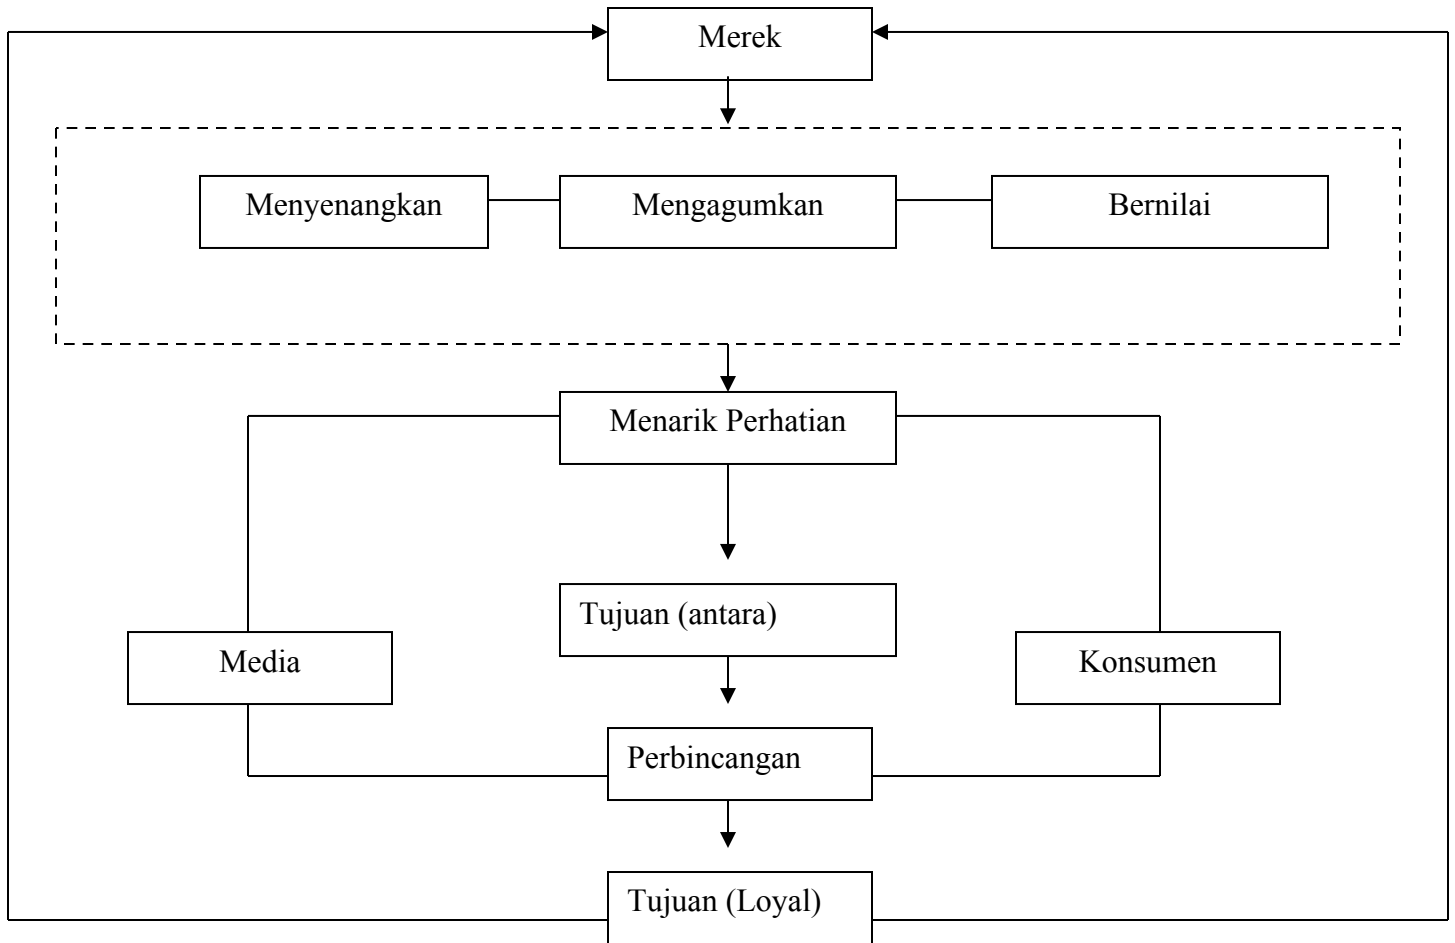 Merek
Menyenangkan
Mengagumkan
Bernilai
Menarik Perhatian
Tujuan (antara)
Media
Konsumen
Perbincangan
Tujuan (Loyal)